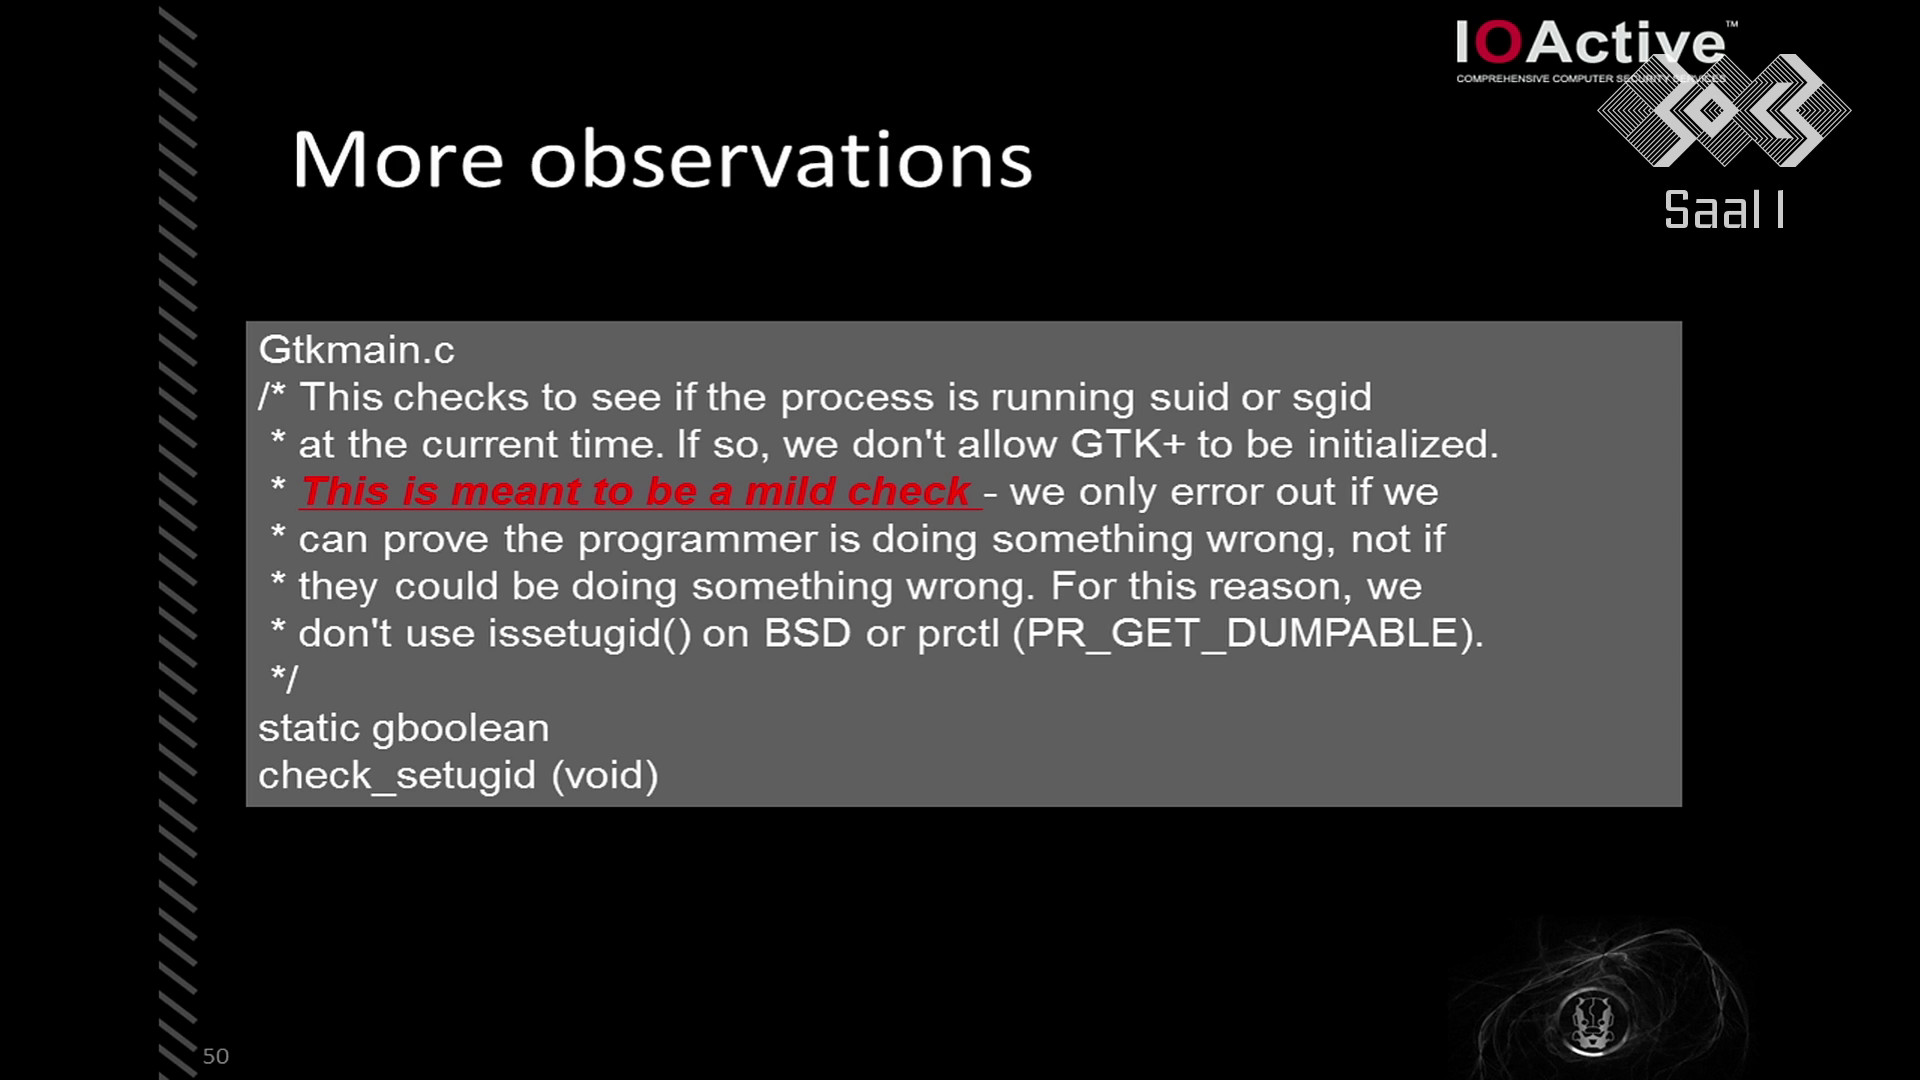 IOActive™
COMPREHENSIVE COMPUTER SECURITY SERVICES
Saal 1
More observations
Gtkmain.c
/* This checks to see if the process is running suid or sgid
* at the current time. If so, we don't allow GTK+ to be initialized.
* This is meant to be a mild check - we only error out if we
* can prove the programmer is doing something wrong, not if
* they could be doing something wrong. For this reason, we
* don't use issetugid() on BSD or prctl (PR_GET_DUMPABLE).
*/
static gboolean
check_setugid (void)
50